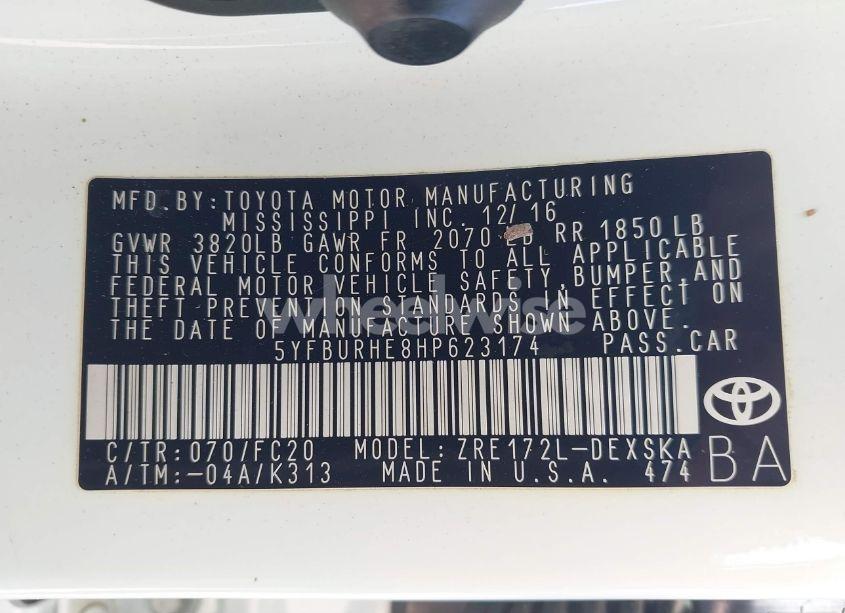 MFD. BY: TOYOTA MOTOR MANUFACTURING
MISSISSIPPI INC. 12/16
GVWR 3820LB GAWR FR 2070 LB RR 1850LB
THIS VEHICLE CONFORMS TO ALL APPLICABLE
FEDERAL MOTOR VEHICLE SAFETY, BUMPER, AND
THEFT PREVENTION STANDARDS IN EFFECT ON
THE DATE OF MANUFACTURE SHOWN ABOVE.
wheelwise
5YFBURHE8HP623174 PASS.CAR
C/TR: 070/FC20 MODEL: ZRE172L-DEXSKA
A/TM: -04A/K313 MADE IN U.S.A. 474
BA